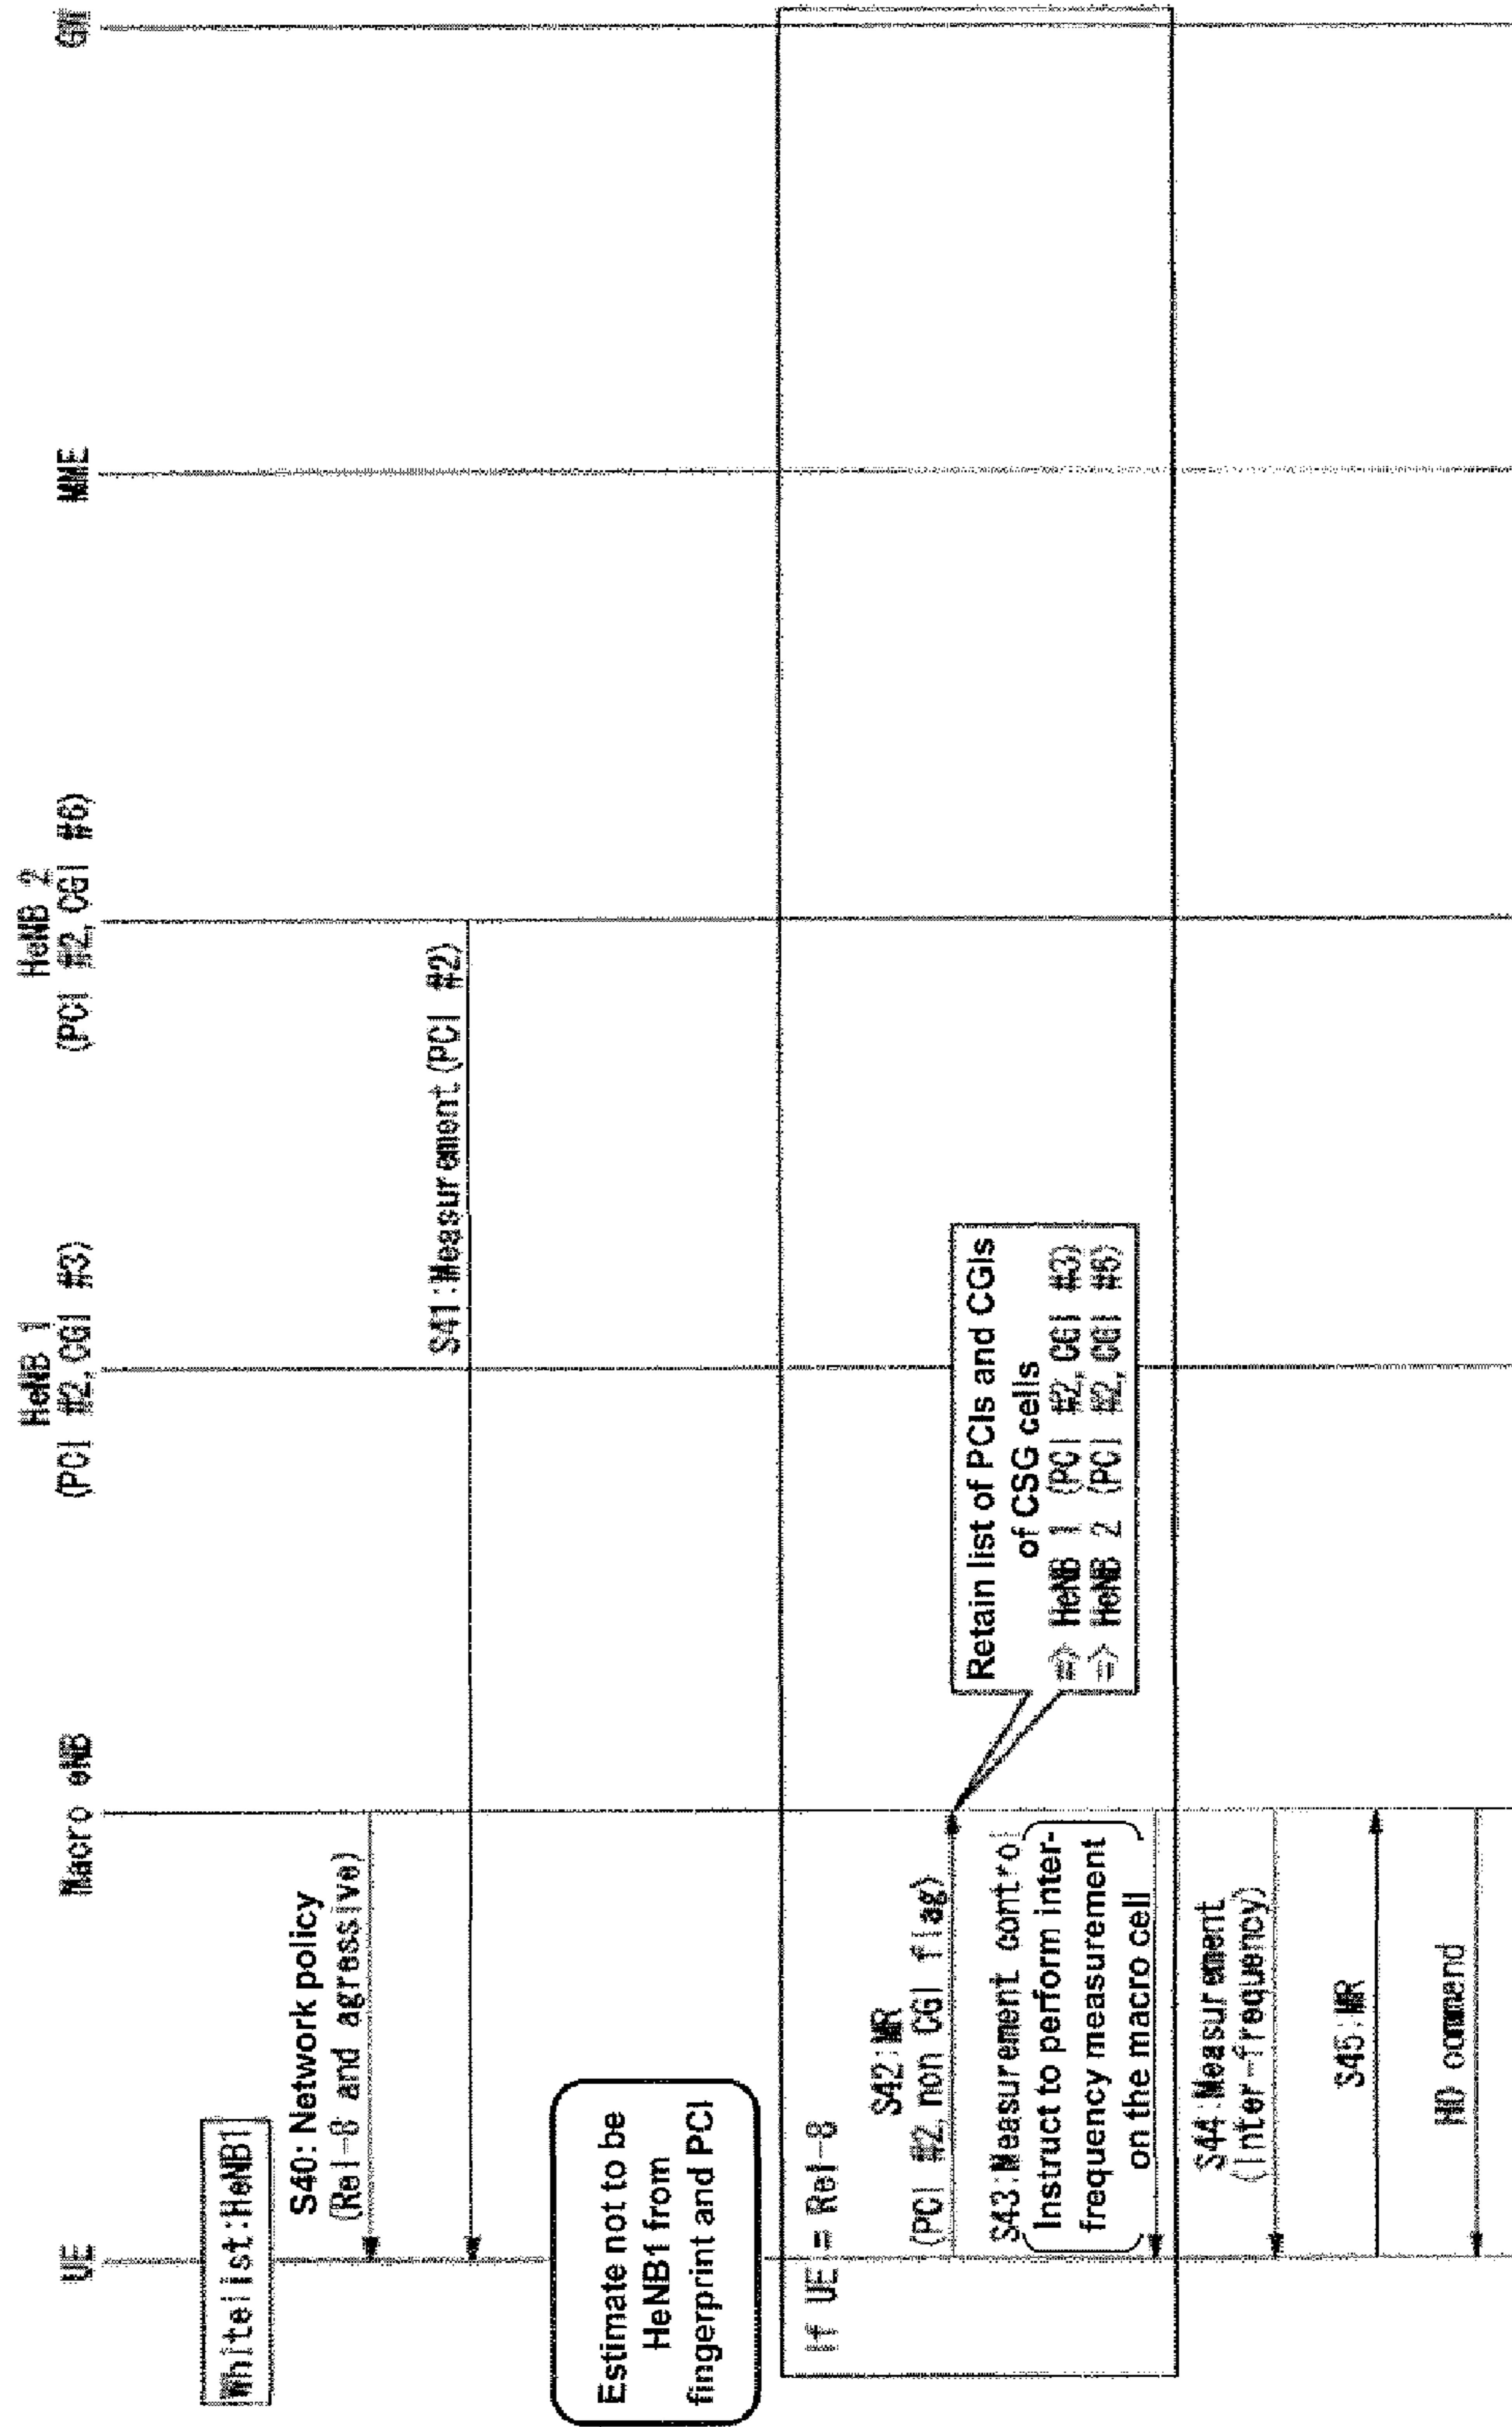 UE
Macro eNB
HeNB 1
(PCI #2, CGI #3)
HeNB 2
(PCI #2, CGI #6)
MME
GW
Whitelist:HeNB1
S40: Network policy
(Rel-8 and agressive)
S41:Measurement(PCI #2)
Estimate not to be
HeNB1 from
fingerprint and PCI
If UE = Rel-8
S42:MR
(PCI #2, non CGI flag)
Retain list of PCIs and CGIs
of CSG cells
=> HeNB 1 (PCI #2, CGI #3)
=> HeNB 2 (PCI #2, CGI #6)
S43:Measurement control
Instruct to perform inter-
frequency measurement
on the macro cell
S44:Measurement
(Inter-frequency)
S45:MR
HO command